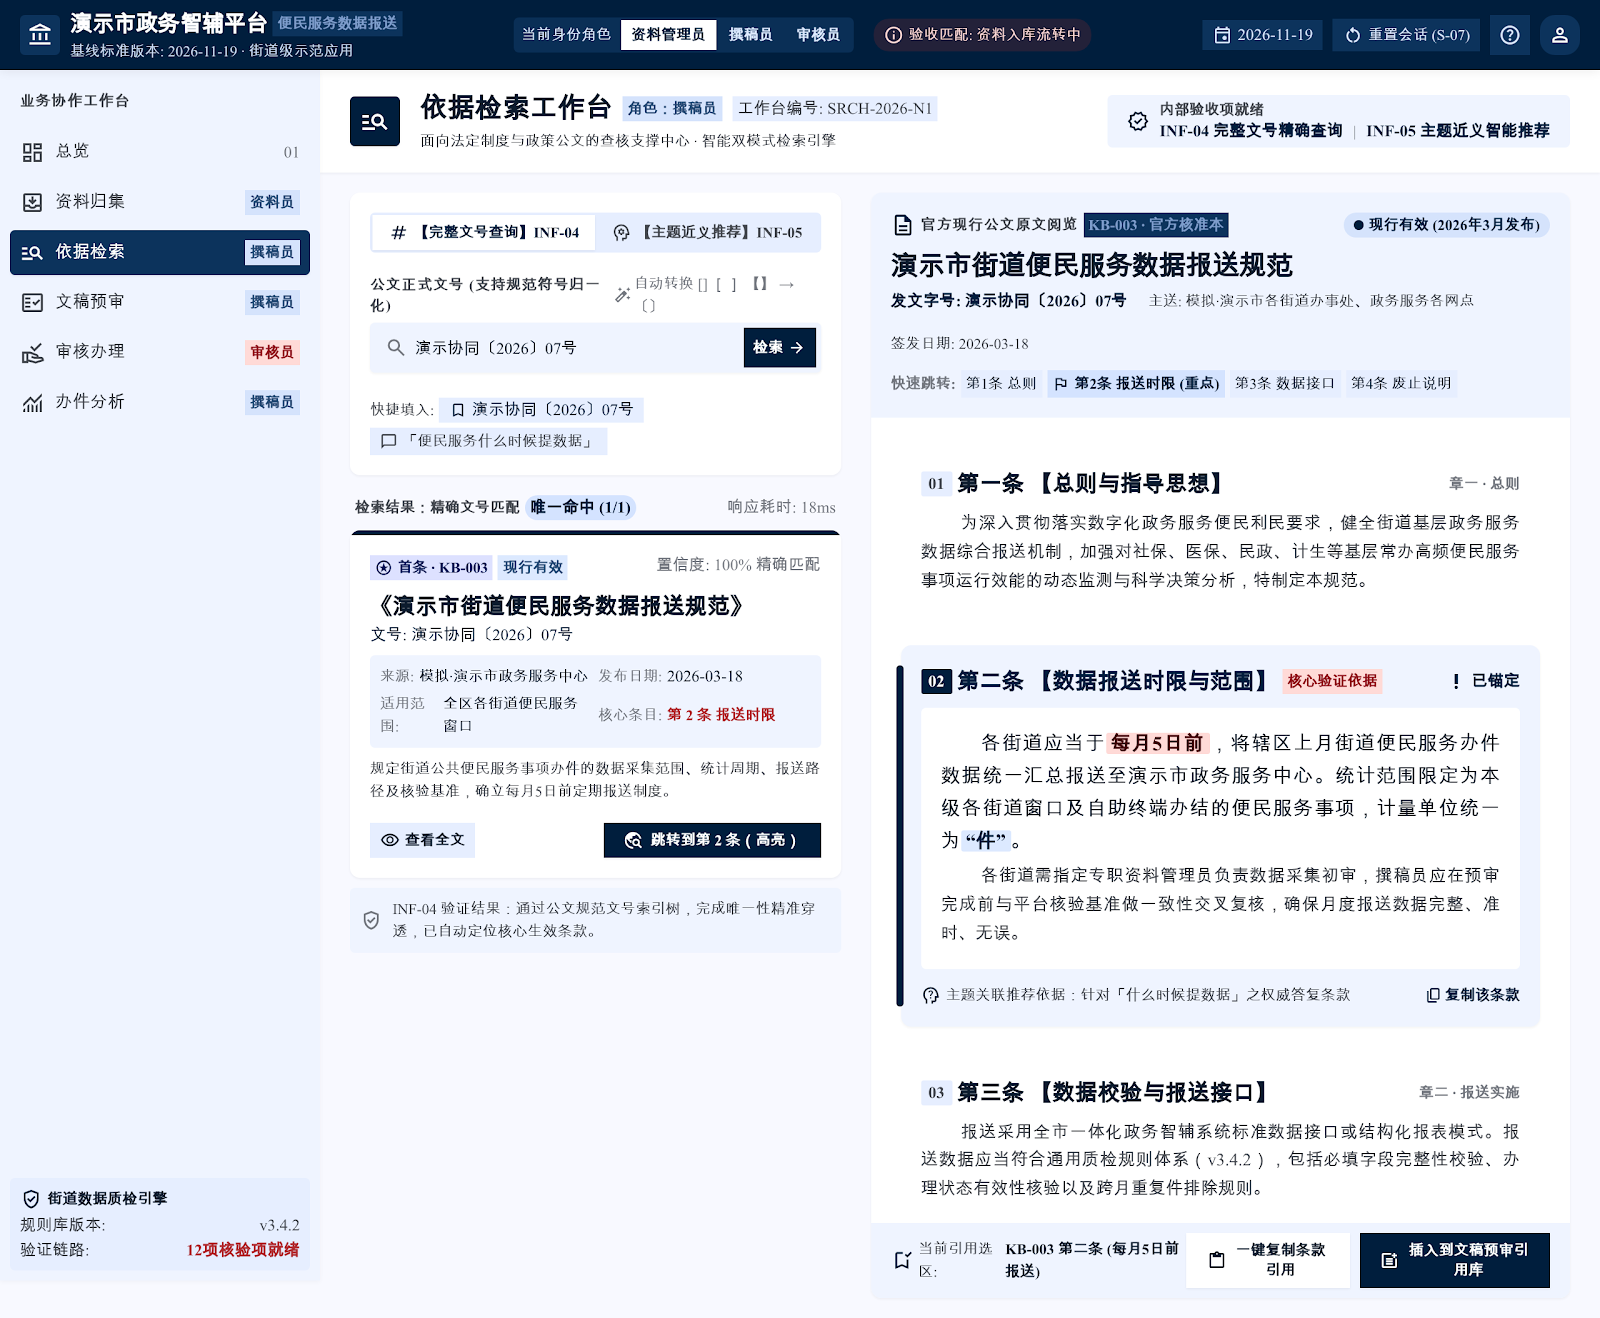 演示市政务智辅平台 便民服务数据报送
基线标准版本: 2026-11-19 · 街道级示范应用
当前身份角色 资料管理员 撰稿员 审核员
验收匹配: 资料入库流转中
2026-11-19
重置会话 (S-07)
业务协作工作台
总览 01
资料归集 资料员
依据检索 撰稿员
文稿预审 撰稿员
审核办理 审核员
办件分析 撰稿员
街道数据质检引擎
规则库版本: v3.4.2
验证链路: 12项核验项就绪
依据检索工作台 角色：撰稿员 工作台编号: SRCH-2026-N1
面向法定制度与政策公文的查核支撑中心 · 智能双模式检索引擎
内部验收项就绪
INF-04 完整文号精确查询 | INF-05 主题近义智能推荐
【完整文号查询】INF-04 【主题近义推荐】INF-05
公文正式文号 (支持规范符号归一化)
自动转换 [] [ ] 【】 → 〔〕
演示协同〔2026〕07号 检索 →
快捷填入: 演示协同〔2026〕07号
「便民服务什么时候提数据」
检索结果：精确文号匹配 唯一命中 (1/1) 响应耗时: 18ms
首条 · KB-003 现行有效 置信度: 100% 精确匹配
《演示市街道便民服务数据报送规范》
文号: 演示协同〔2026〕07号
来源: 模拟·演示市政务服务中心 发布日期: 2026-03-18
适用范围: 全区各街道便民服务窗口 核心条目: 第 2 条 报送时限
规定街道公共便民服务事项办件的数据采集范围、统计周期、报送路
径及核验基准，确立每月5日前定期报送制度。
查看全文 跳转到第 2 条（高亮）
INF-04 验证结果：通过公文规范文号索引树，完成唯一性精准穿
透，已自动定位核心生效条款。
官方现行公文原文阅览 KB-003 · 官方核准本 现行有效 (2026年3月发布)
演示市街道便民服务数据报送规范
发文字号: 演示协同〔2026〕07号 主送: 模拟·演示市各街道办事处、政务服务各网点
签发日期: 2026-03-18
快速跳转: 第1条 总则 第2条 报送时限 (重点) 第3条 数据接口 第4条 废止说明
01 第一条 【总则与指导思想】 章一 · 总则
为深入贯彻落实数字化政务服务便民利民要求，健全街道基层政务服务
数据综合报送机制，加强对社保、医保、民政、计生等基层常办高频便民服务
事项运行效能的动态监测与科学决策分析，特制定本规范。
02 第二条 【数据报送时限与范围】 核心验证依据 已锚定
各街道应当于 每月5日前 ，将辖区上月街道便民服务办件
数据统一汇总报送至演示市政务服务中心。统计范围限定为本
级各街道窗口及自助终端办结的便民服务事项，计量单位统一
为 “件” 。
各街道需指定专职资料管理员负责数据采集初审，撰稿员应在预审
完成前与平台核验基准做一致性交叉复核，确保月度报送数据完整、准
时、无误。
主题关联推荐依据：针对「什么时候提数据」之权威答复条款 复制该条款
03 第三条 【数据校验与报送接口】 章二 · 报送实施
报送采用全市一体化政务智辅系统标准数据接口或结构化报表模式。报
送数据应当符合通用质检规则体系（v3.4.2），包括必填字段完整性校验、办
理状态有效性核验以及跨月重复件排除规则。
当前引用选区: KB-003 第二条 (每月5日前报送)
一键复制条款引用
插入到文稿预审引用库